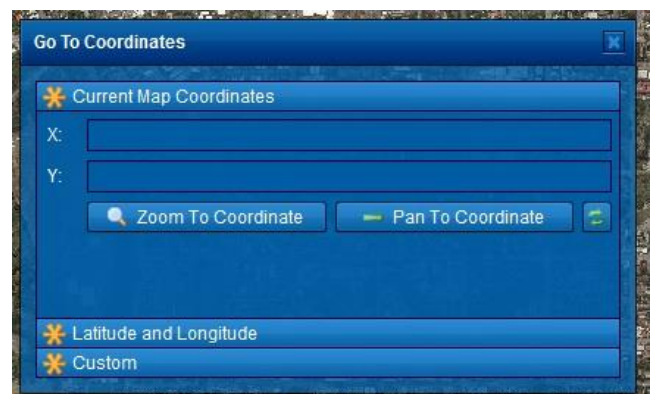 Go To Coordinates
Current Map Coordinates
X:
Y:
Zoom To Coordinate Pan To Coordinate
Latitude and Longitude
Custom